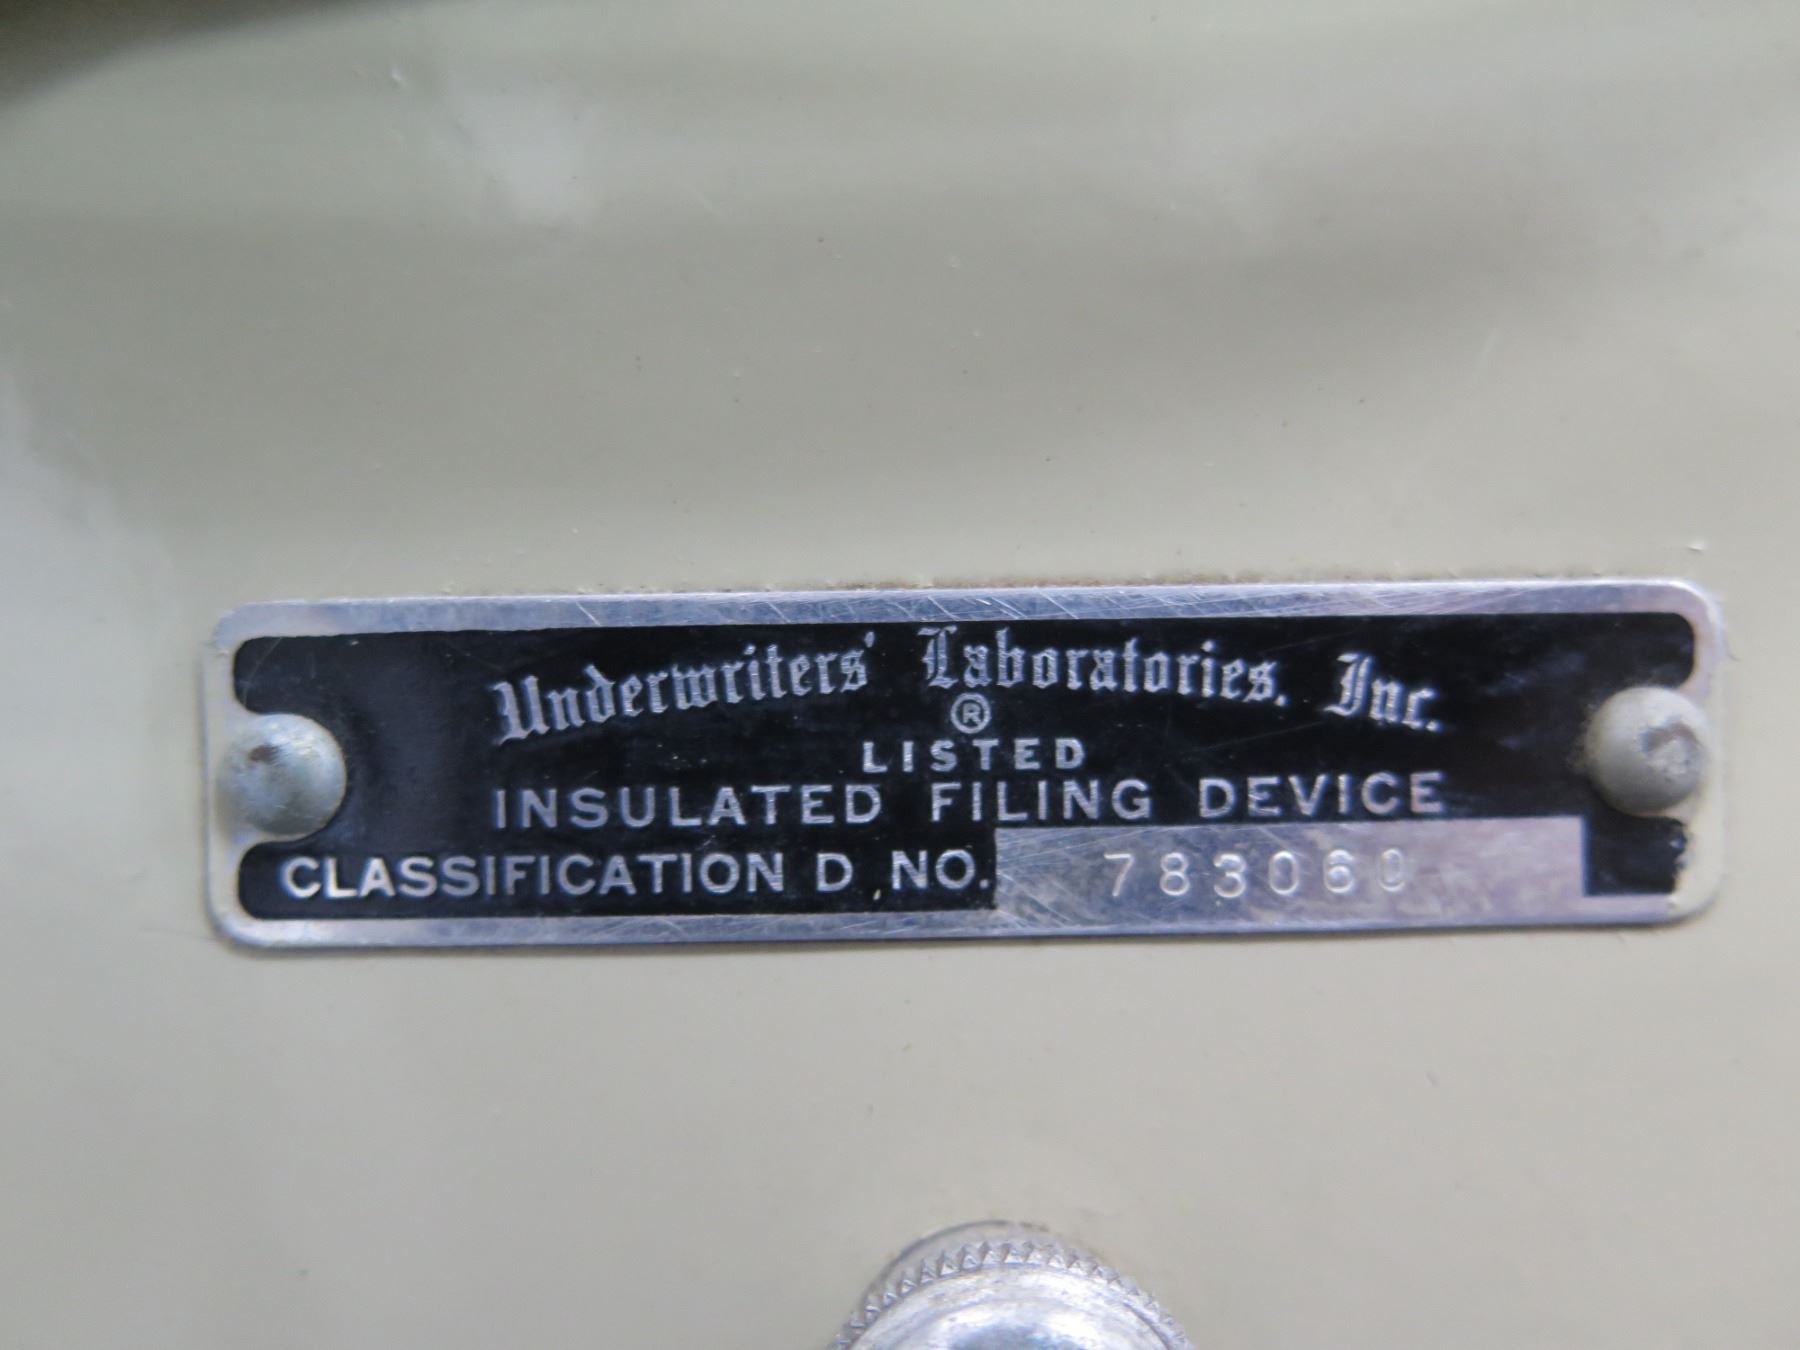 Underwriters' Laboratories, Inc.
®
LISTED
INSULATED FILING DEVICE
CLASSIFICATION D NO. 783060